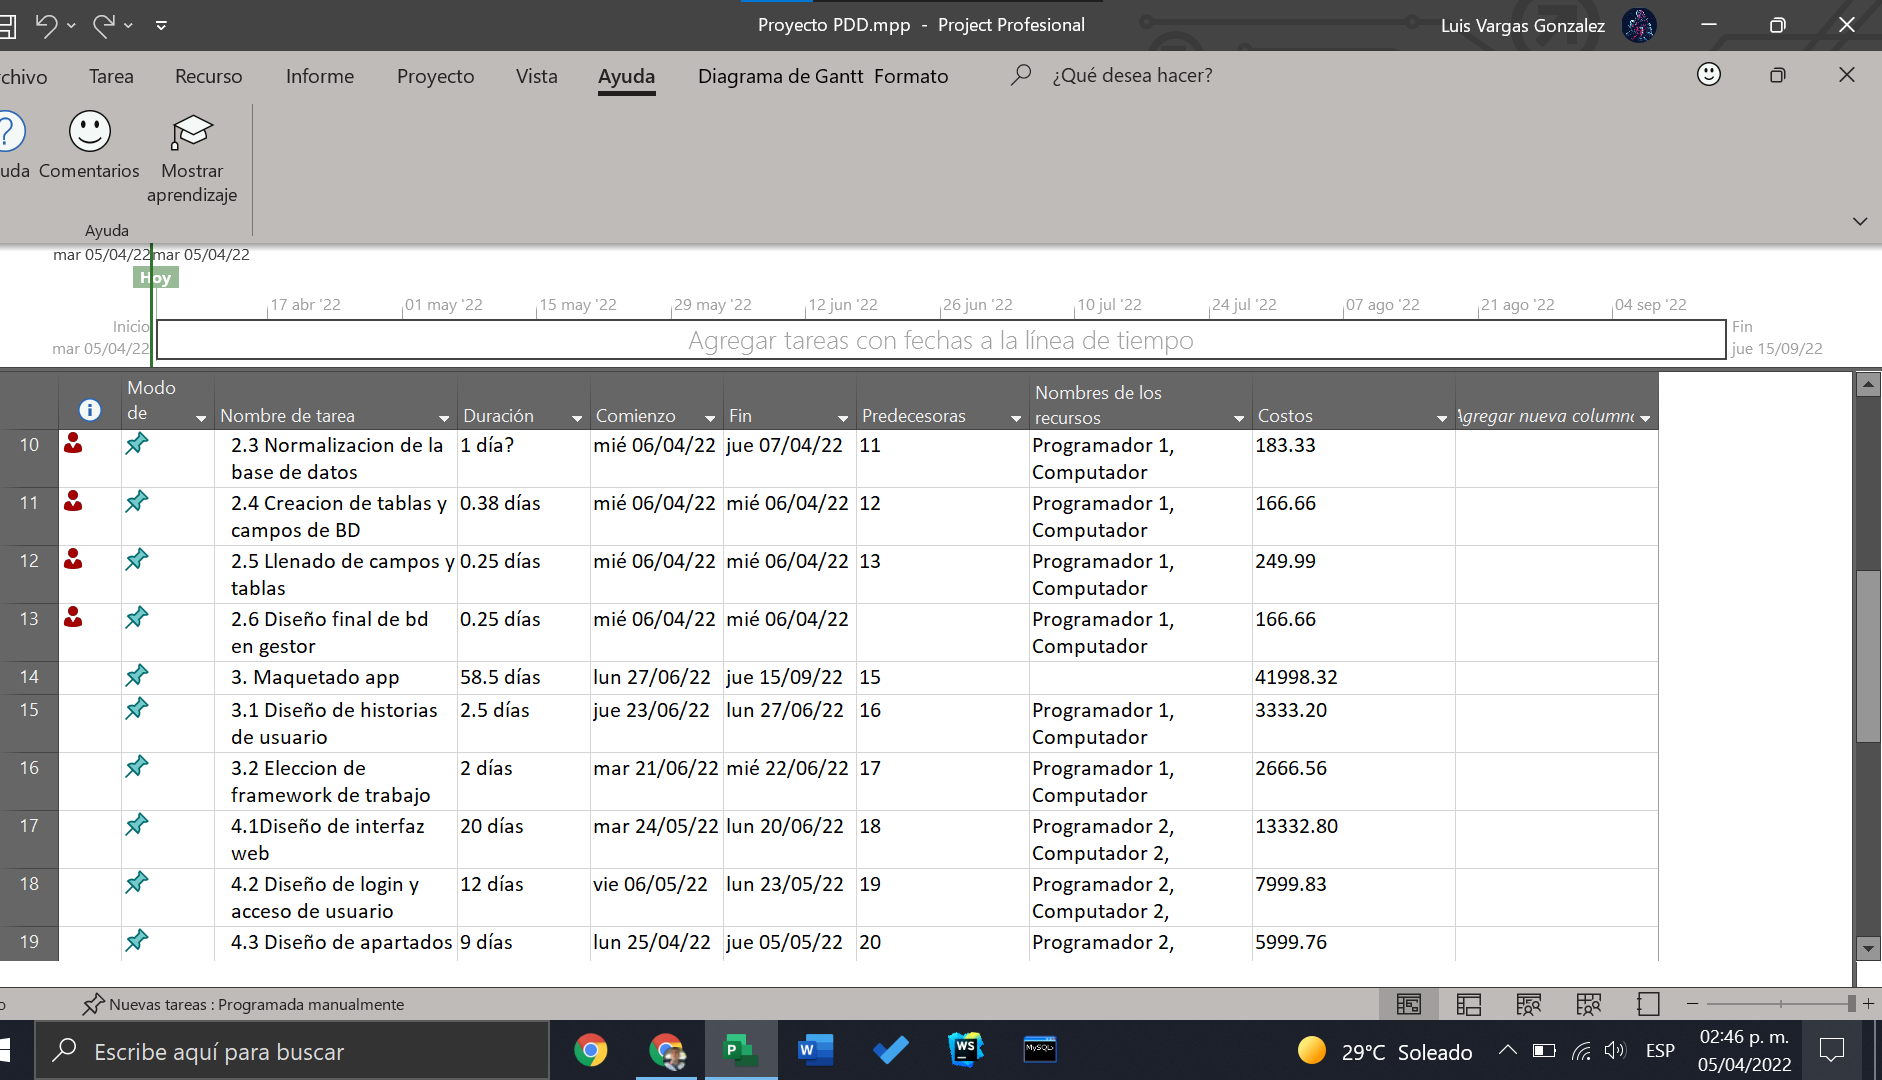 Proyecto PDD.mpp - Project Profesional
Luis Vargas Gonzalez
chivo Tarea Recurso Informe Proyecto Vista Ayuda Diagrama de Gantt Formato ¿Qué desea hacer?
uda Comentarios Mostrar
aprendizaje
Ayuda
mar 05/04/22 mar 05/04/22
Hoy
17 abr '22 01 may '22 15 may '22 29 may '22 12 jun '22 26 jun '22 10 jul '22 24 jul '22 07 ago '22 21 ago '22 04 sep '22
Inicio
mar 05/04/22
Agregar tareas con fechas a la línea de tiempo
Fin
jue 15/09/22
Modo
de
Nombre de tarea Duración Comienzo Fin Predecesoras Nombres de los
recursos
Costos Agregar nueva column
10 2.3 Normalizacion de la 1 día? mié 06/04/22 jue 07/04/22 11 Programador 1, 183.33
base de datos Computador
11 2.4 Creacion de tablas y 0.38 días mié 06/04/22 mié 06/04/22 12 Programador 1, 166.66
campos de BD Computador
12 2.5 Llenado de campos y 0.25 días mié 06/04/22 mié 06/04/22 13 Programador 1, 249.99
tablas Computador
13 2.6 Diseño final de bd 0.25 días mié 06/04/22 mié 06/04/22 Programador 1, 166.66
en gestor Computador
14 3. Maquetado app 58.5 días lun 27/06/22 jue 15/09/22 15 41998.32
15 3.1 Diseño de historias 2.5 días jue 23/06/22 lun 27/06/22 16 Programador 1, 3333.20
de usuario Computador
16 3.2 Eleccion de 2 días mar 21/06/22 mié 22/06/22 17 Programador 1, 2666.56
framework de trabajo Computador
17 4.1Diseño de interfaz 20 días mar 24/05/22 lun 20/06/22 18 Programador 2, 13332.80
web Computador 2,
18 4.2 Diseño de login y 12 días vie 06/05/22 lun 23/05/22 19 Programador 2, 7999.83
acceso de usuario Computador 2,
19 4.3 Diseño de apartados 9 días lun 25/04/22 jue 05/05/22 20 Programador 2, 5999.76
o Nuevas tareas : Programada manualmente
Escribe aquí para buscar
W
WS
MySQL
29°C Soleado
ESP
02:46 p. m.
05/04/2022